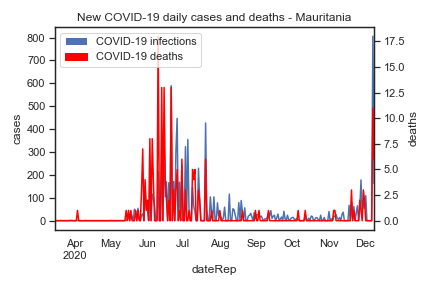 New COVID-19 daily cases and deaths - Mauritania
COVID-19 infections
COVID-19 deaths
cases
800
700
600
500
400
300
200
100
0
deaths
17.5
15.0
12.5
10.0
7.5
5.0
2.5
0.0
Apr May Jun Jul Aug Sep Oct Nov Dec
2020
dateRep